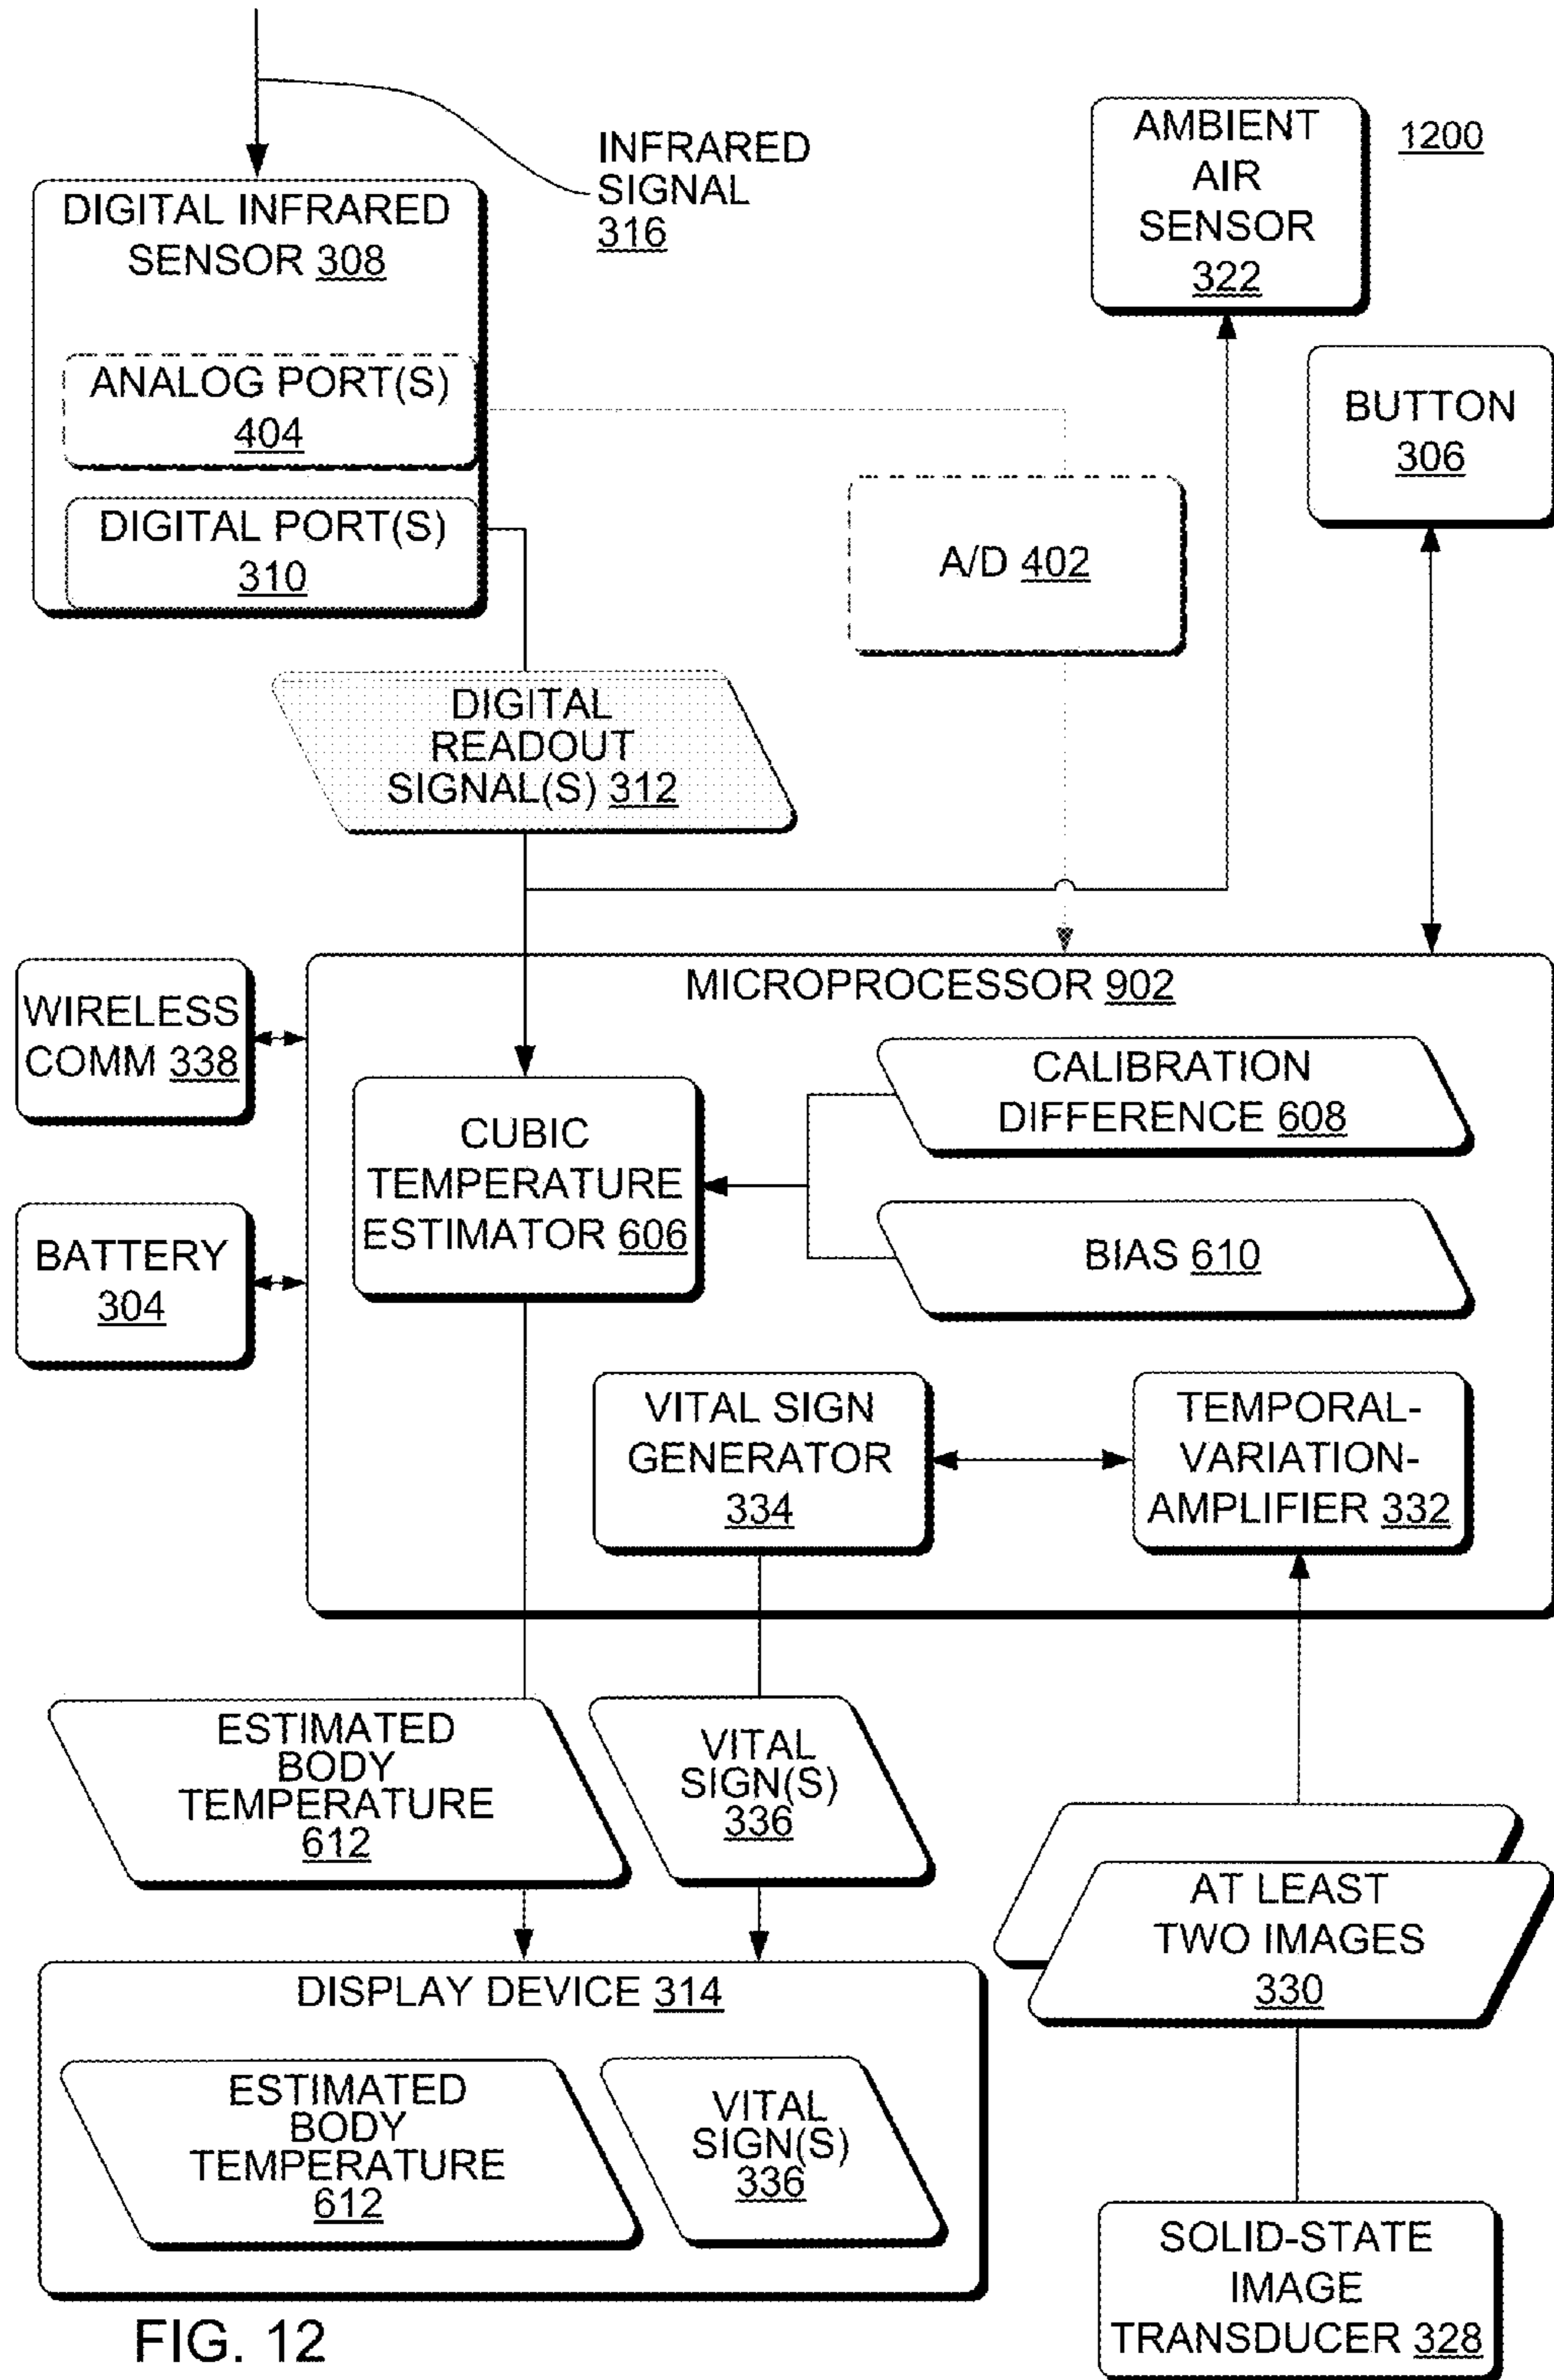 INFRARED
SIGNAL
316
AMBIENT
AIR
SENSOR
322
1200
DIGITAL INFRARED
SENSOR 308
ANALOG PORT(S)
404
DIGITAL PORT(S)
310
BUTTON
306
A/D 402
DIGITAL
READOUT
SIGNAL(S) 312
WIRELESS
COMM 338
BATTERY
304
MICROPROCESSOR 902
CUBIC
TEMPERATURE
ESTIMATOR 606
CALIBRATION
DIFFERENCE 608
BIAS 610
VITAL SIGN
GENERATOR
334
TEMPORAL-
VARIATION-
AMPLIFIER 332
ESTIMATED
BODY
TEMPERATURE
612
VITAL
SIGN(S)
336
AT LEAST
TWO IMAGES
330
DISPLAY DEVICE 314
ESTIMATED
BODY
TEMPERATURE
612
VITAL
SIGN(S)
336
SOLID-STATE
IMAGE
TRANSDUCER 328
FIG. 12